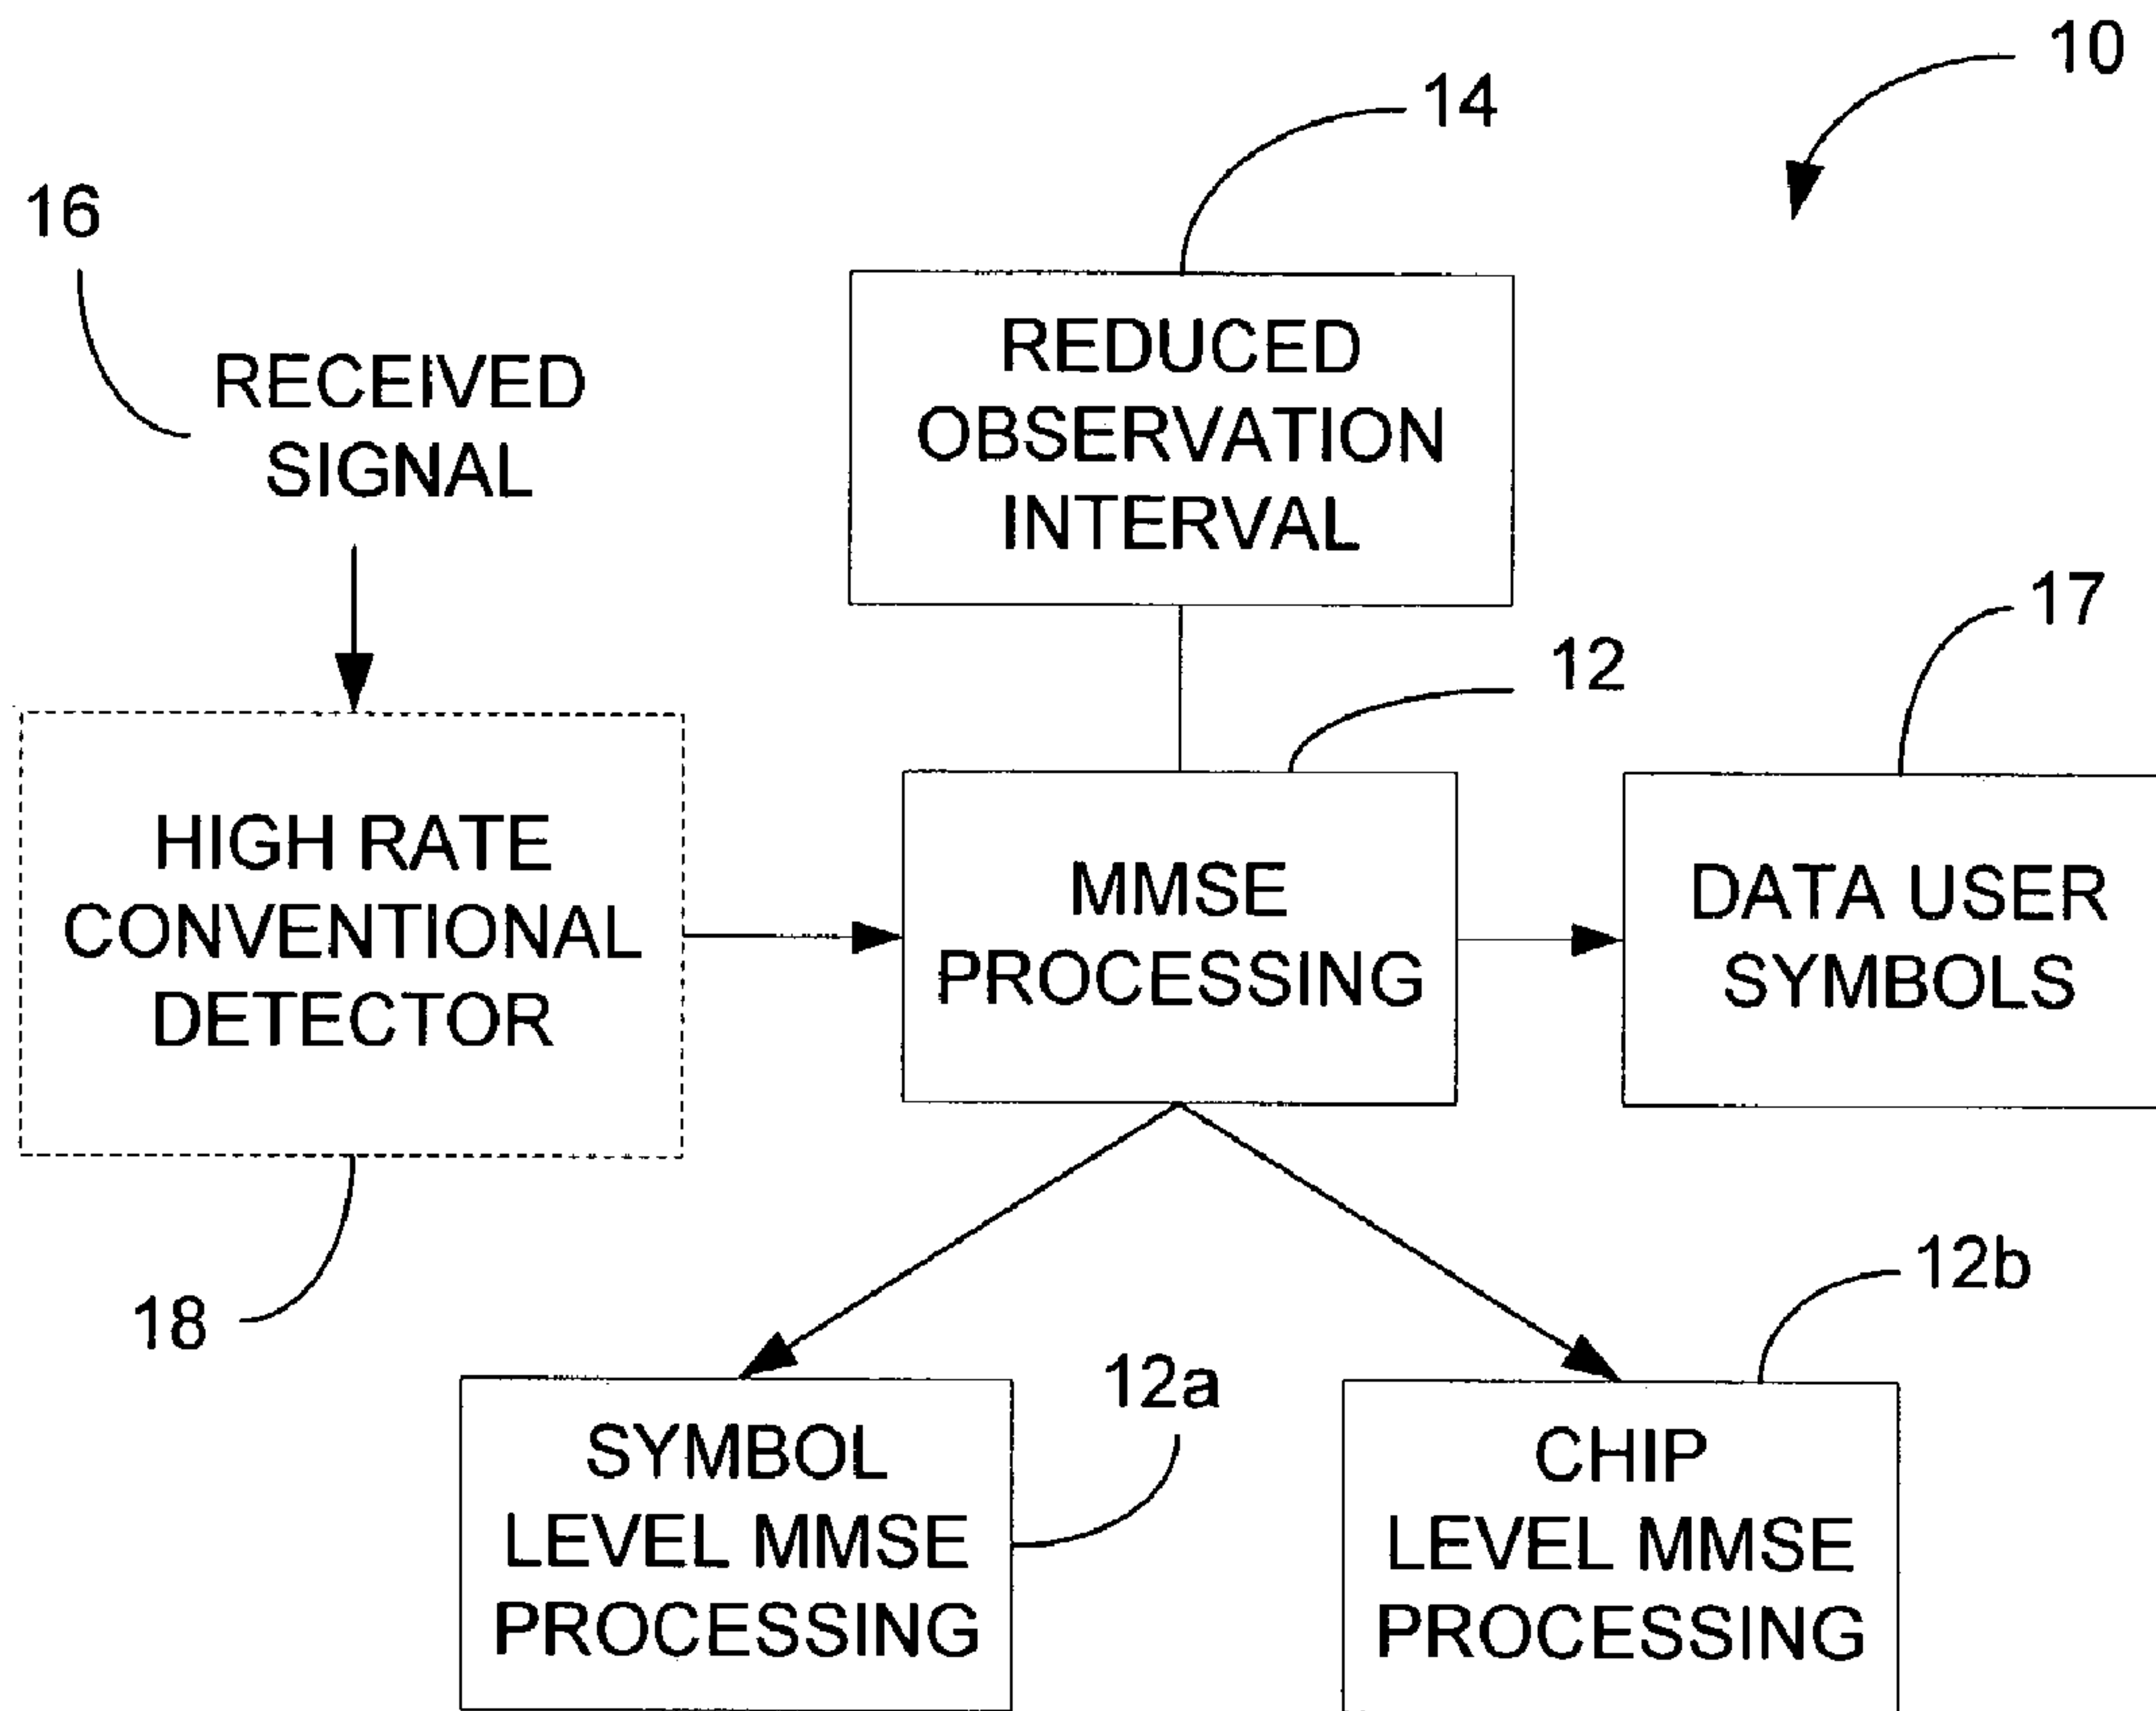 10
14
16
REDUCED
OBSERVATION
INTERVAL
RECEIVED
SIGNAL
17
12
HIGH RATE
CONVENTIONAL
DETECTOR
MMSE
PROCESSING
DATA USER
SYMBOLS
12b
18
12a
SYMBOL
LEVEL MMSE
PROCESSING
CHIP
LEVEL MMSE
PROCESSING